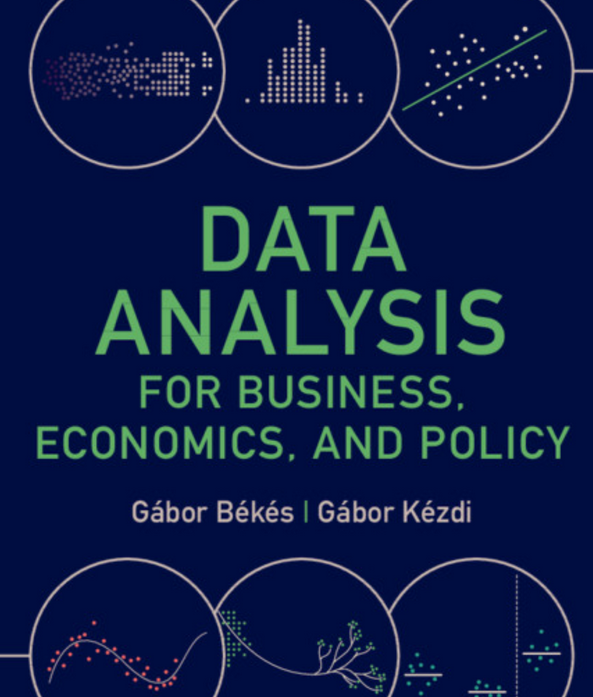 DATA
ANALYSIS
FOR BUSINESS,
ECONOMICS, AND POLICY
Gábor Békés | Gábor Kézdi